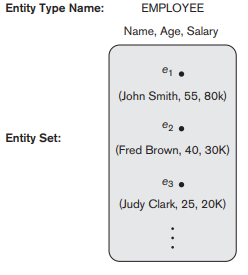 Entity Type Name: EMPLOYEE
Name, Age, Salary
e1
(John Smith, 55, 80k)
e2
(Fred Brown, 40, 30K)
Entity Set:
e3
(Judy Clark, 25, 20K)